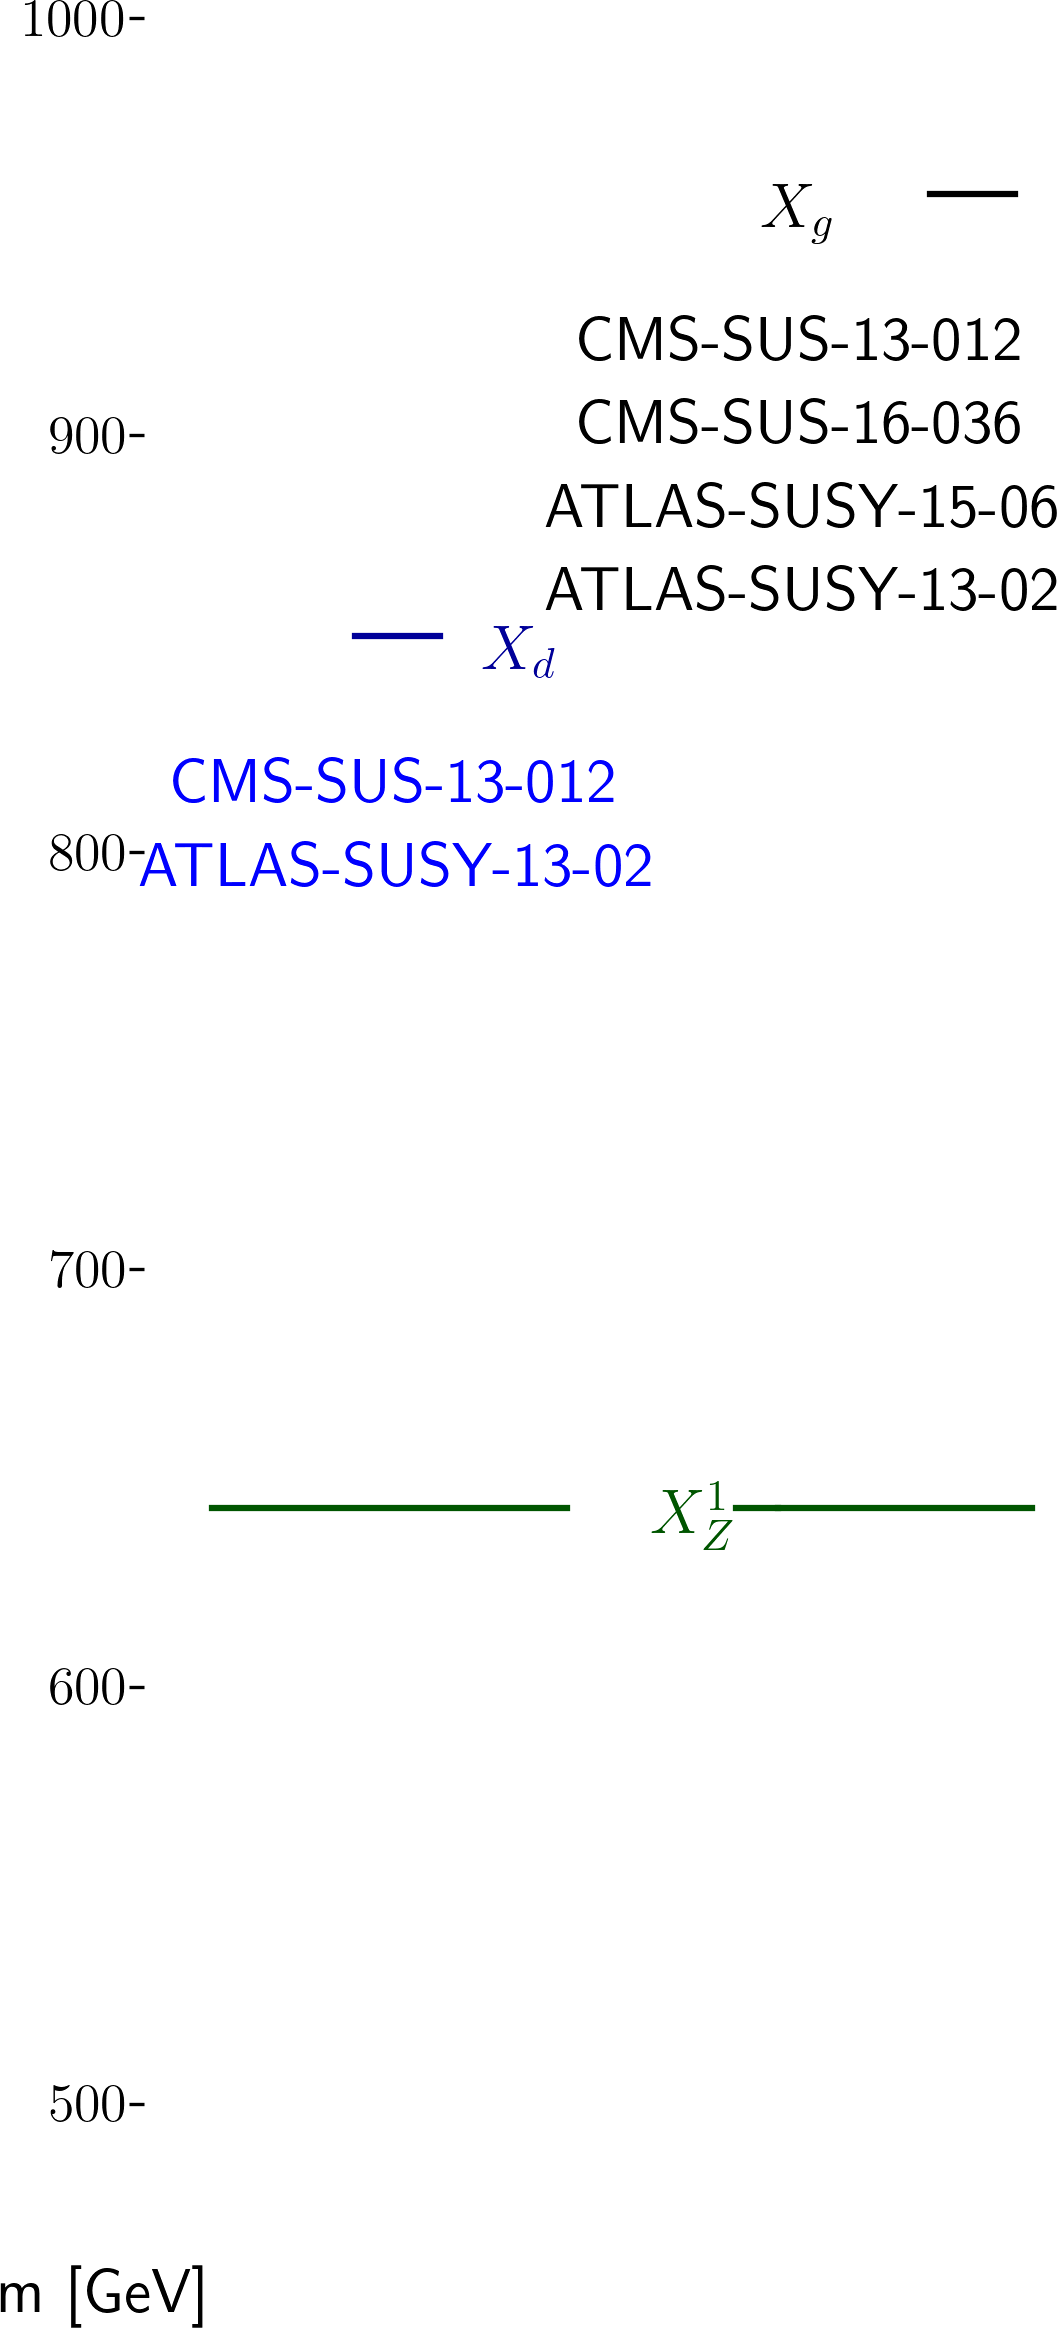 1000-
X_g
CMS-SUS-13-012
900-
CMS-SUS-16-036
ATLAS-SUSY-15-06
ATLAS-SUSY-13-02
X_d
CMS-SUS-13-012
800-
ATLAS-SUSY-13-02
700-
X_Z^1
600-
500-
m [GeV]